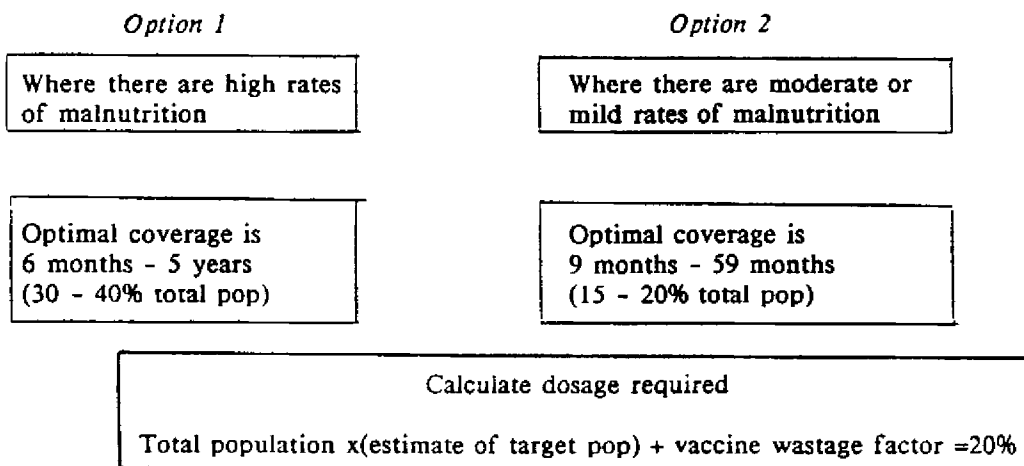 Option 1
Option 2
Where there are high rates
of malnutrition
Where there are moderate or
mild rates of malnutrition
Optimal coverage is
6 months - 5 years
(30 - 40% total pop)
Optimal coverage is
9 months - 59 months
(15 - 20% total pop)
Calculate dosage required
Total population x(estimate of target pop) + vaccine wastage factor =20%